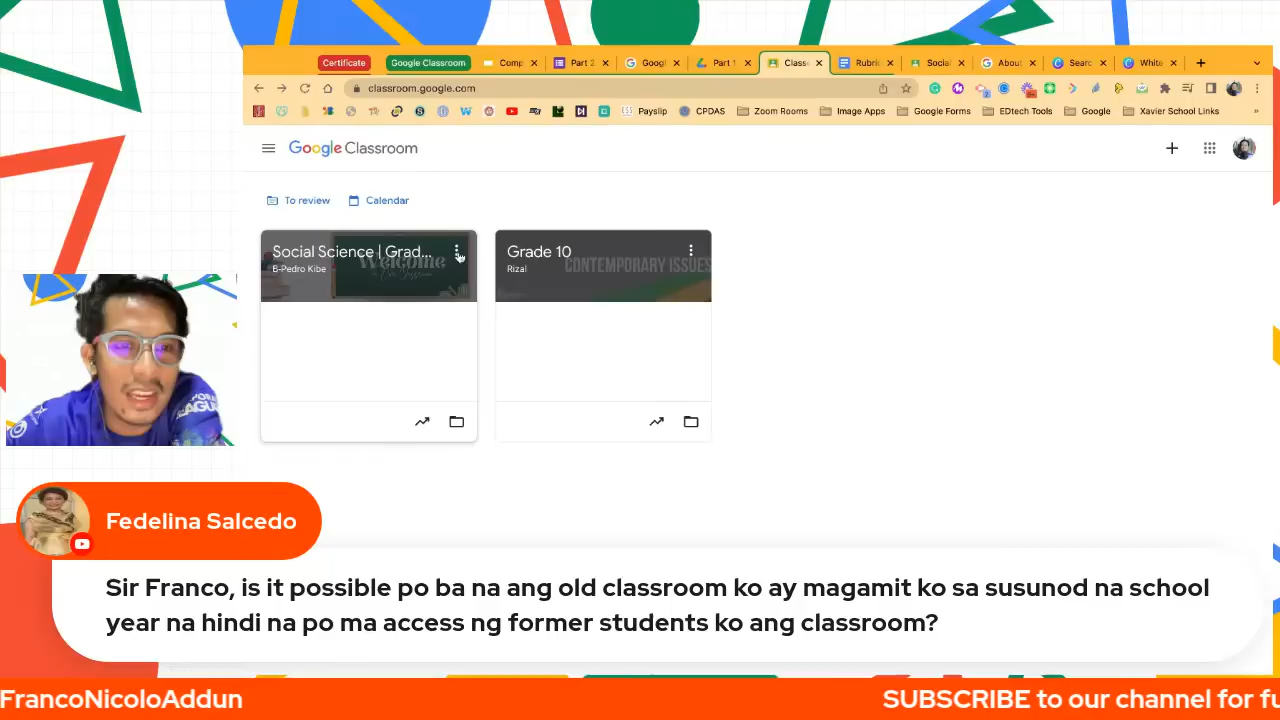 Certificate
Google Classroom
Comp
Part 2
Googl
Part 1
Classr
Rubric
Social
About
Searc
White
classroom.google.com
Payslip
CPDAS
Zoom Rooms
Image Apps
Google Forms
EDtech Tools
Google
Xavier School Links
Google Classroom
To review
Calendar
Social Science | Grad...
B-Pedro Kibe
Welcome
Grade 10
Rizal
CONTEMPORARY ISSUES
Fedelina Salcedo
Sir Franco, is it possible po ba na ang old classroom ko ay magamit ko sa susunod na school
year na hindi na po ma access ng former students ko ang classroom?
FrancoNicoloAddun
SUBSCRIBE to our channel for fu